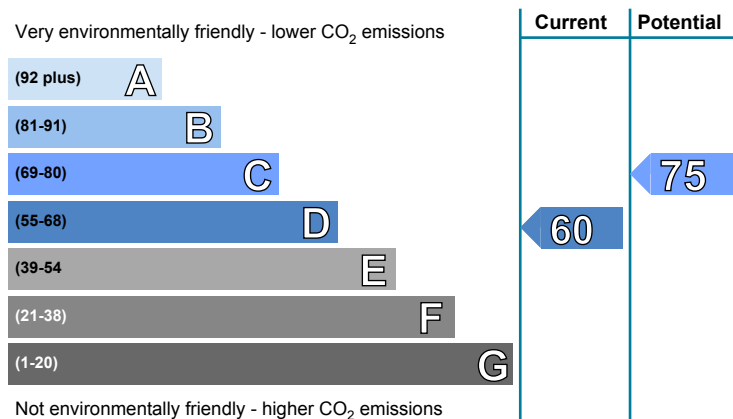 Current Potential
Very environmentally friendly - lower CO₂ emissions
(92 plus) A
(81-91) B
(69-80) C 75
(55-68) D 60
(39-54 E
(21-38) F
(1-20) G
Not environmentally friendly - higher CO₂ emissions